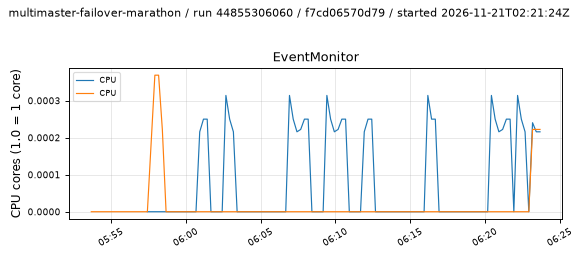 multimaster-failover-marathon / run 44855306060 / f7cd06570d79 / started 2026-11-21T02:21:24Z
EventMonitor
CPU
CPU
CPU cores (1.0 = 1 core)
0.0003
0.0002
0.0001
0.0000
05:55
06:00
06:05
06:10
06:15
06:20
06:25